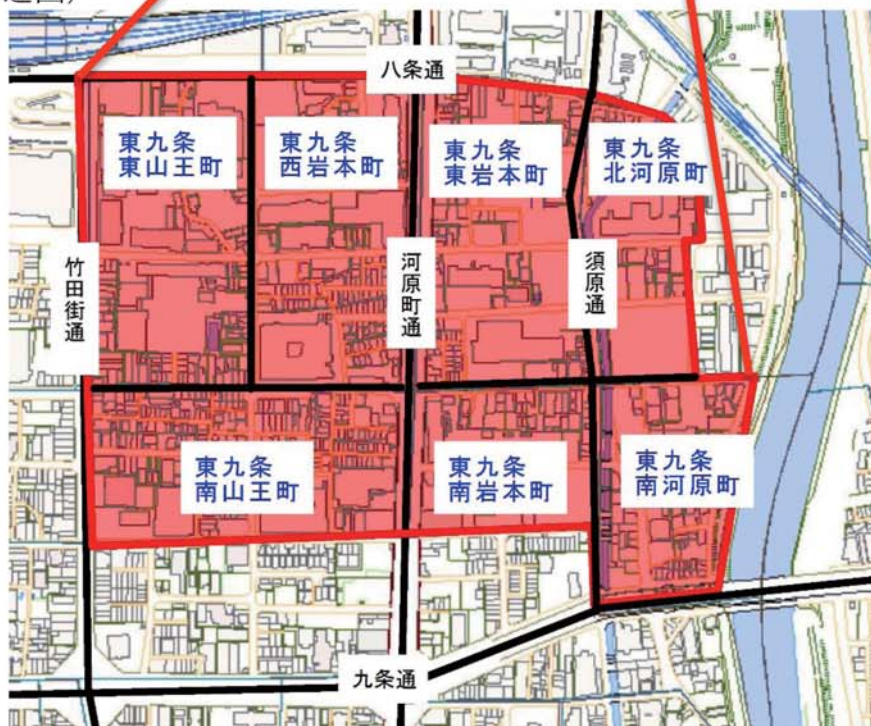 八条通
東九条
東山王町
東九条
西岩本町
東九条
東岩本町
東九条
北河原町
竹田街通
河原町通
須原通
東九条
南山王町
東九条
南岩本町
東九条
南河原町
九条通